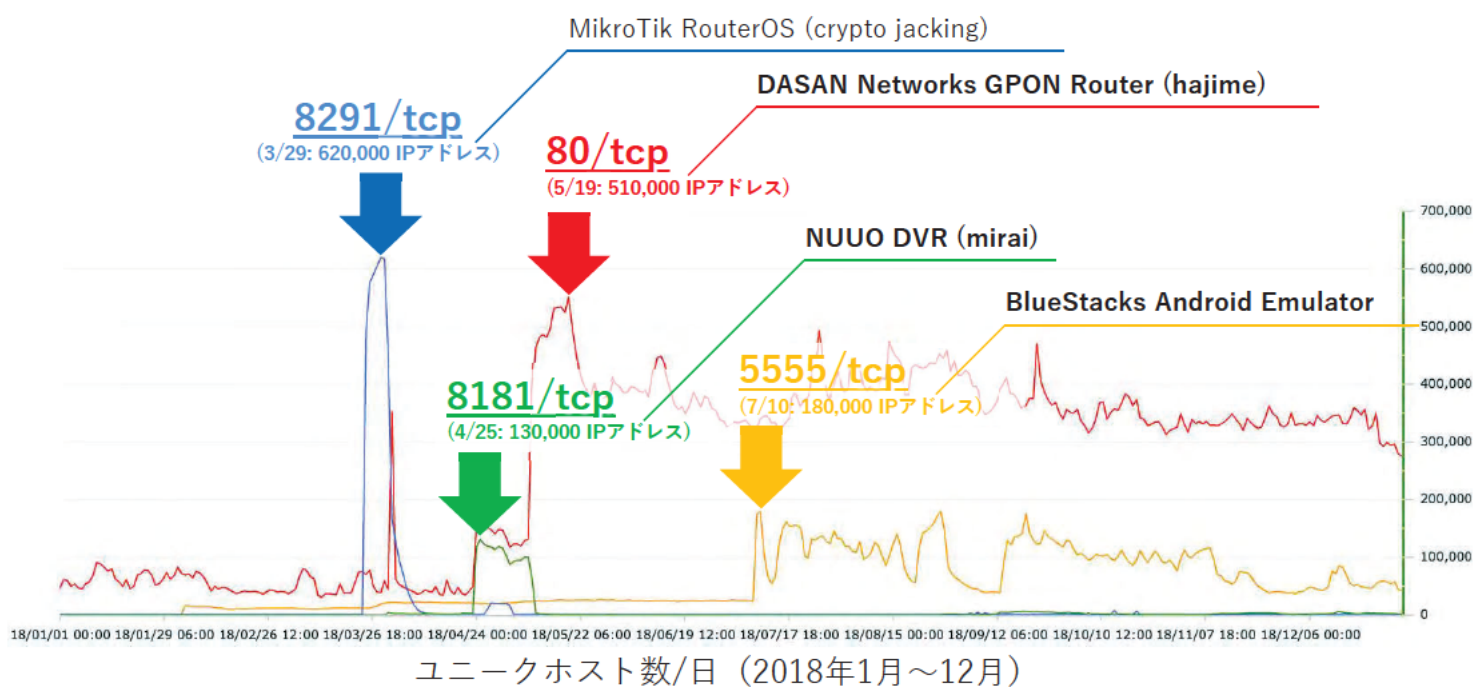 MikroTik RouterOS (crypto jacking)
DASAN Networks GPON Router (hajime)
8291/tcp
(3/29: 620,000 IPアドレス)
80/tcp
(5/19: 510,000 IPアドレス)
NUUO DVR (mirai)
BlueStacks Android Emulator
5555/tcp
(7/10: 180,000 IPアドレス)
8181/tcp
(4/25: 130,000 IPアドレス)
700,000
600,000
500,000
400,000
300,000
200,000
100,000
0
18/01/01 00:00 18/01/29 06:00 18/02/26 12:00 18/03/26 18:00 18/04/24 00:00 18/05/22 06:00 18/06/19 12:00 18/07/17 18:00 18/08/15 00:00 18/09/12 06:00 18/10/10 12:00 18/11/07 18:00 18/12/06 00:00
ユニークホスト数/日（2018年1月～12月）